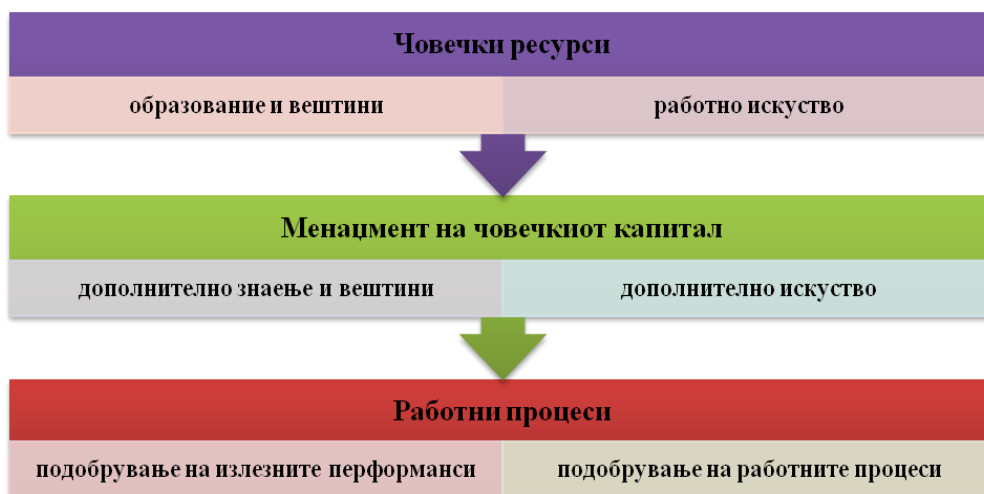 Човечки ресурси
образование и вештини
работно искуство
Менаџмент на човечкиот капитал
дополнително знаење и вештини
дополнително искуство
Работни процеси
подобрување на излезните перформанси
подобрување на работните процеси